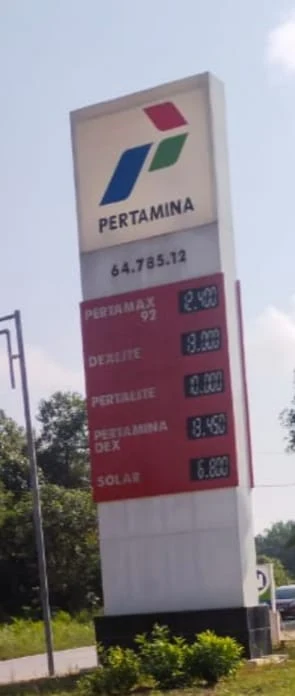 PERTAMINA
64.785.12
PERTAMAX 92 12.400
DEXLITE 13.000
PERTALITE 10.000
PERTAMINA DEX 13.450
SOLAR 6.800